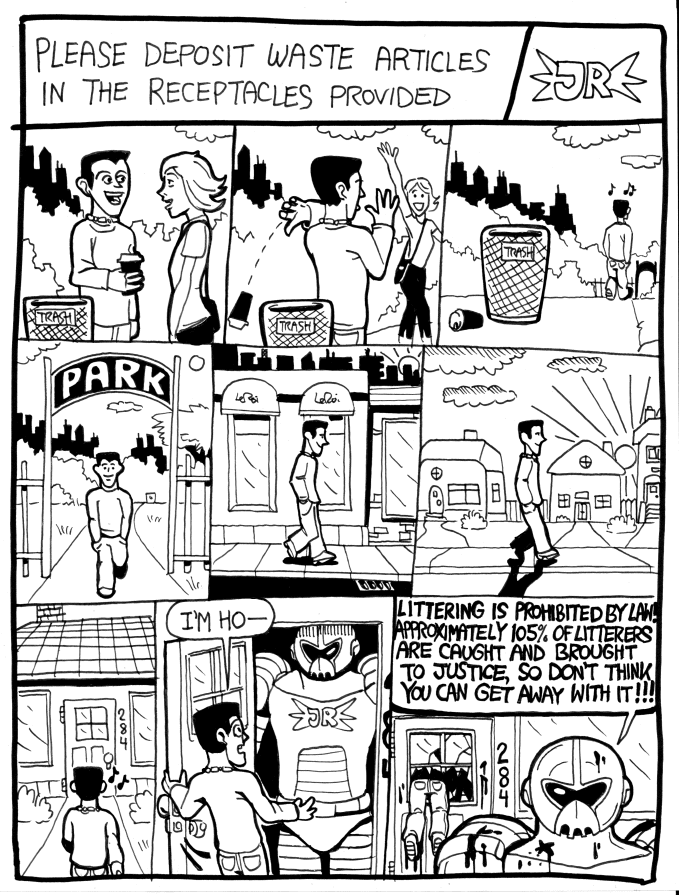 PLEASE DEPOSIT WASTE ARTICLES
IN THE RECEPTACLES PROVIDED
JR
TRASH
TRASH
TRASH
PARK
LeRoi
LeRoi
284
I'M HO—
JR
LITTERING IS PROHIBITED BY LAW!
APPROXIMATELY 105% OF LITTERERS
ARE CAUGHT AND BROUGHT
TO JUSTICE, SO DON'T THINK
YOU CAN GET AWAY WITH IT!!!
284